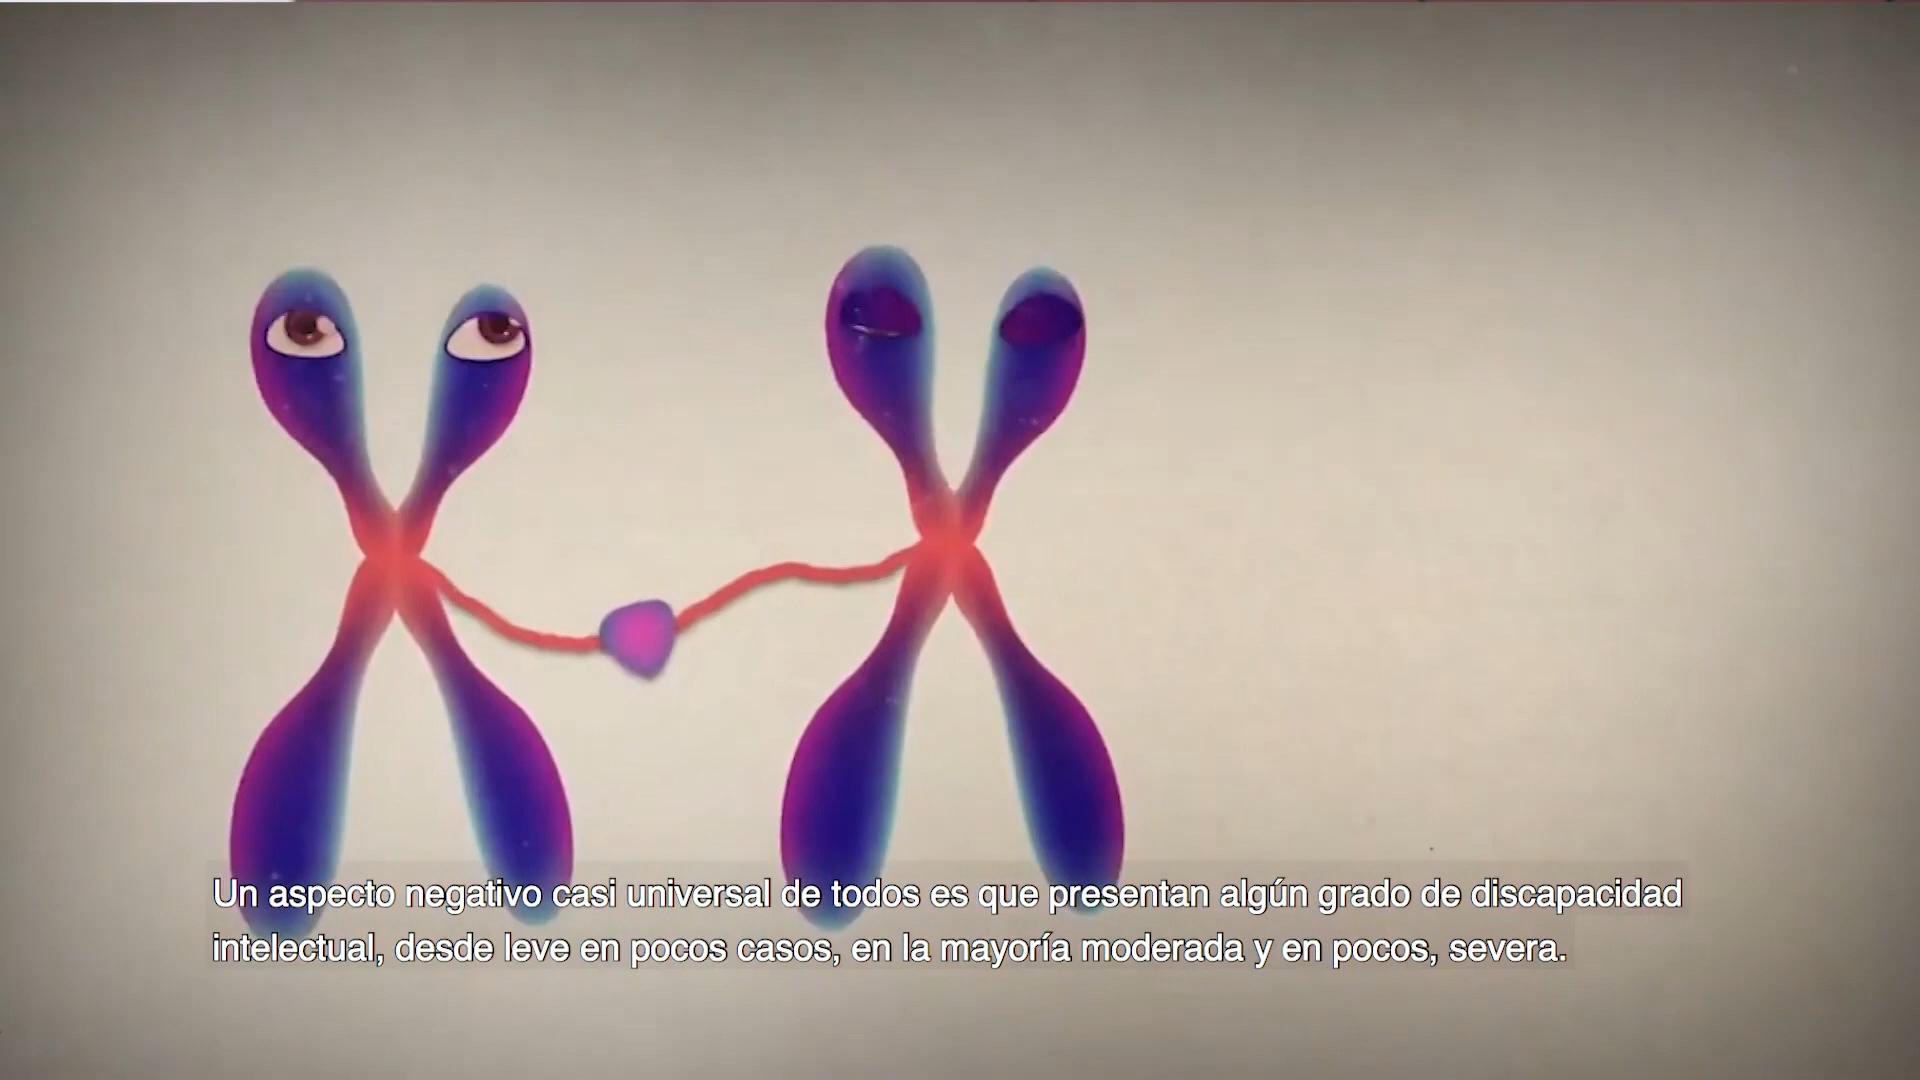 Un aspecto negativo casi universal de todos es que presentan algún grado de discapacidad
intelectual, desde leve en pocos casos, en la mayoría moderada y en pocos, severa.